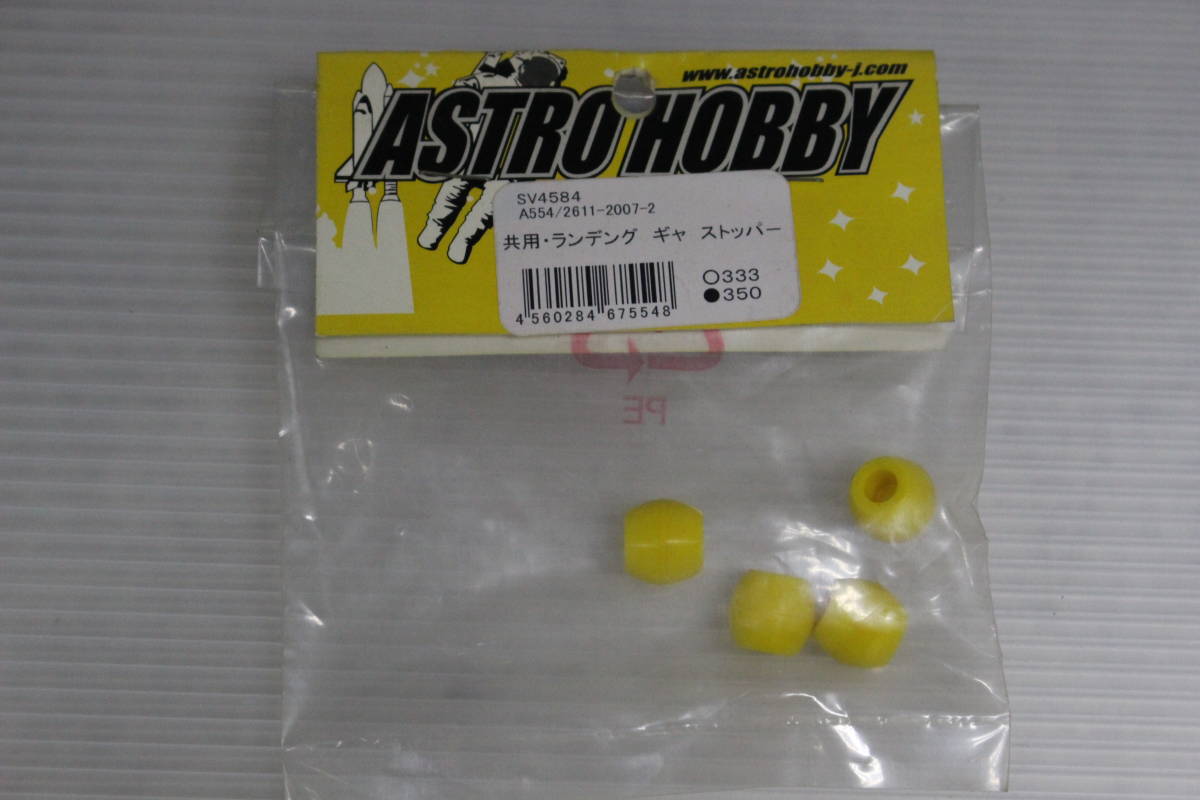 www.astrohobby-j.com
ASTRO HOBBY
SV4584
A554/2611-2007-2
共用・ランデング ギャ ストッパー
○333
●350
4 560284 675548
PE